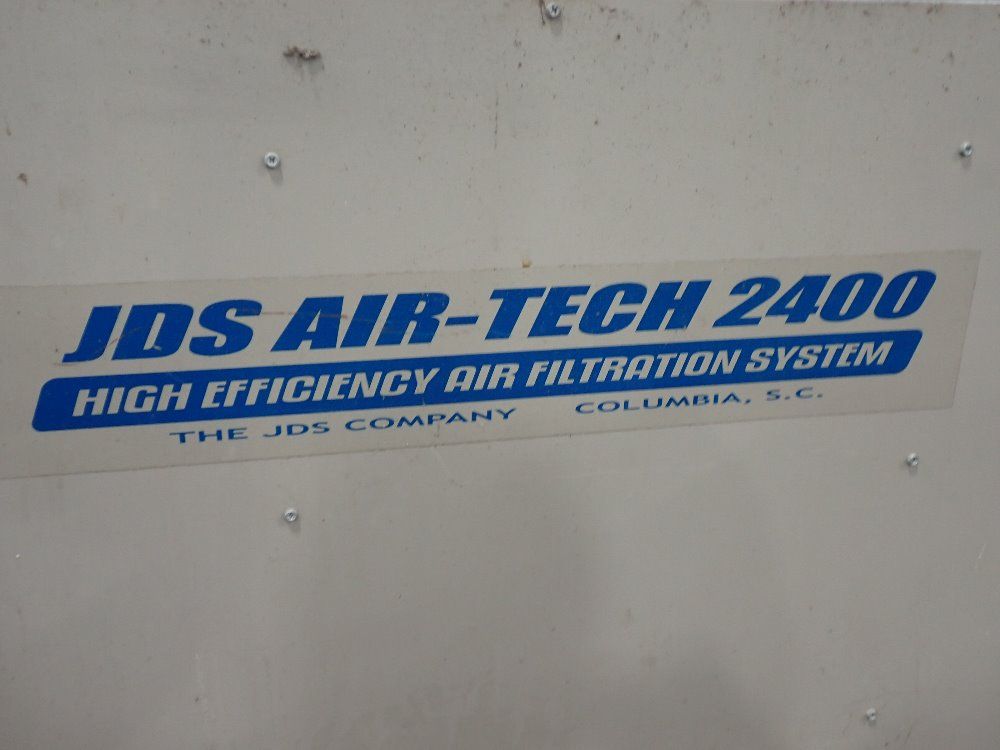 JDS AIR-TECH 2400
HIGH EFFICIENCY AIR FILTRATION SYSTEM
THE JDS COMPANY COLUMBIA, S.C.